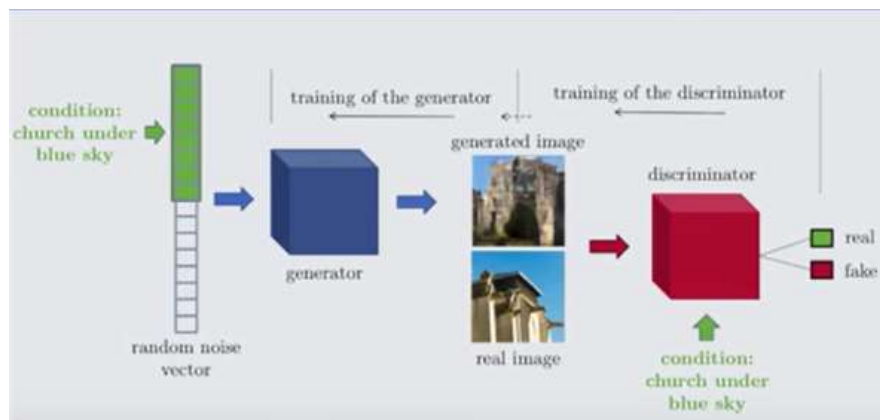 condition:
church under
blue sky
training of the generator
training of the discriminator
generated image
discriminator
generator
real
fake
random noise
vector
real image
condition:
church under
blue sky